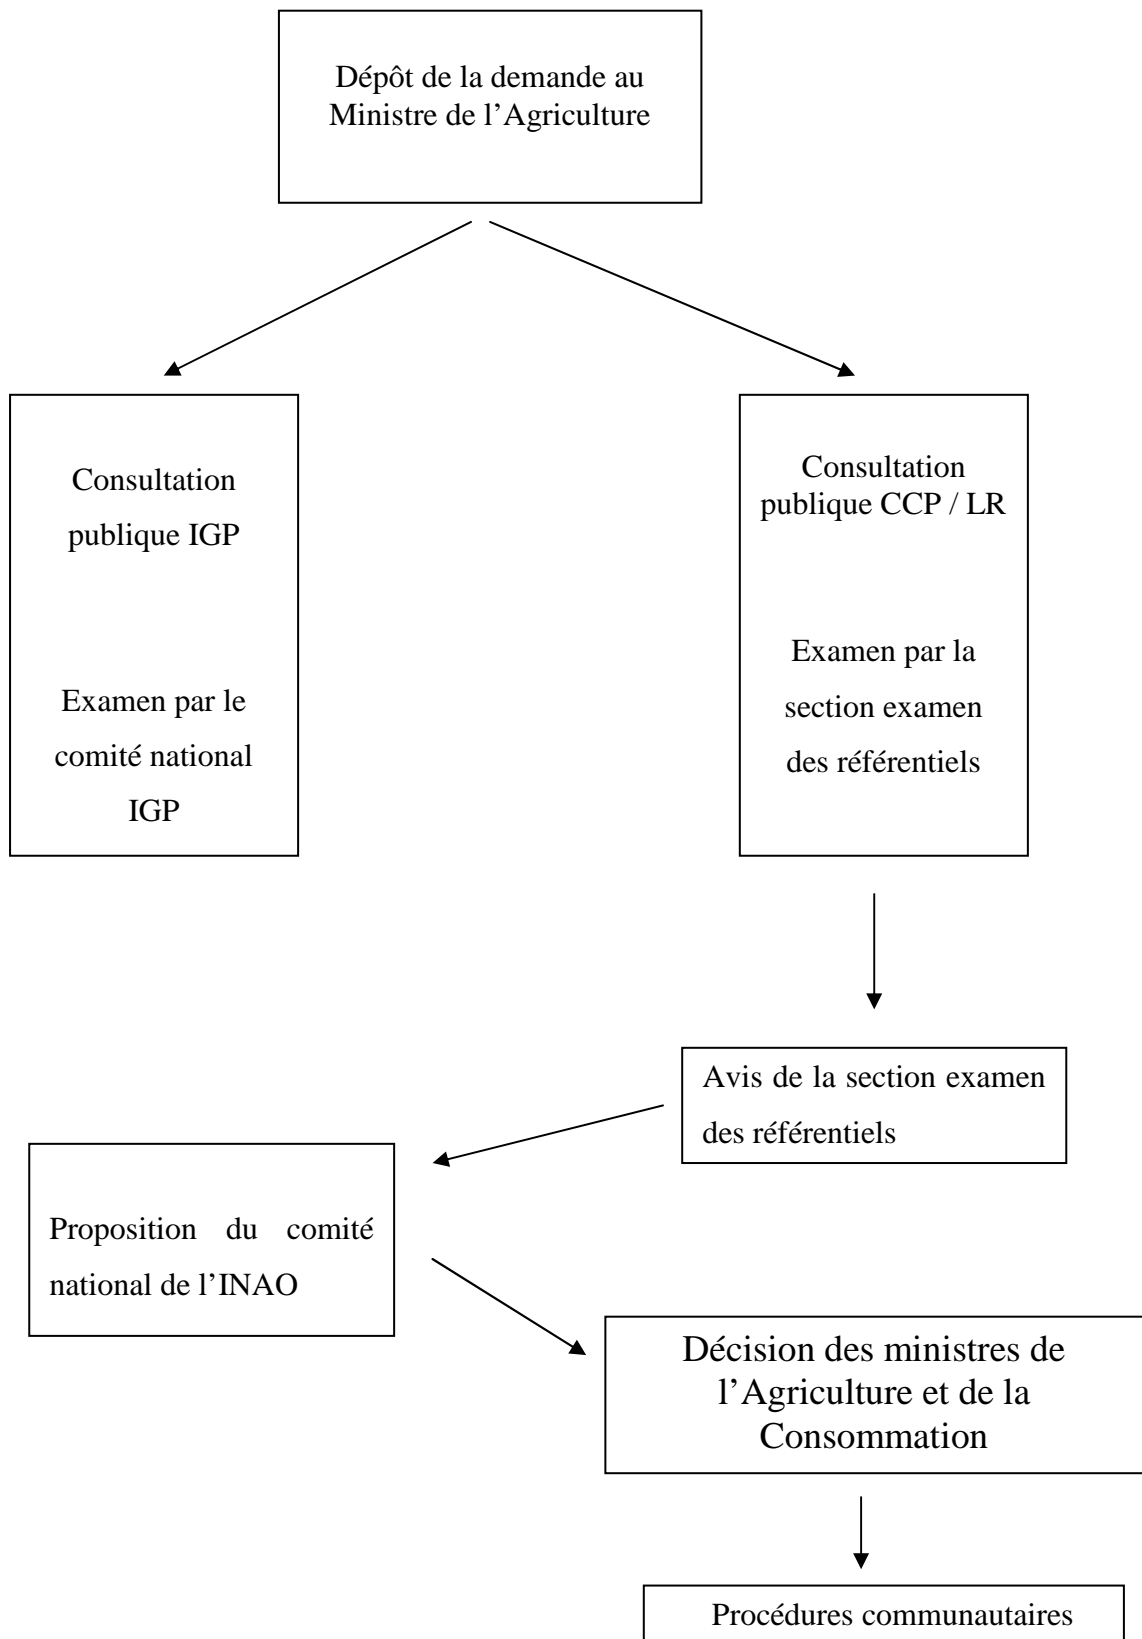 Dépôt de la demande au
Ministre de l’Agriculture
Consultation
publique IGP
Examen par le
comité national
IGP
Consultation
publique CCP / LR
Examen par la
section examen
des référentiels
Avis de la section examen
des référentiels
Proposition du comité
national de l’INAO
Décision des ministres de
l’Agriculture et de la
Consommation
Procédures communautaires